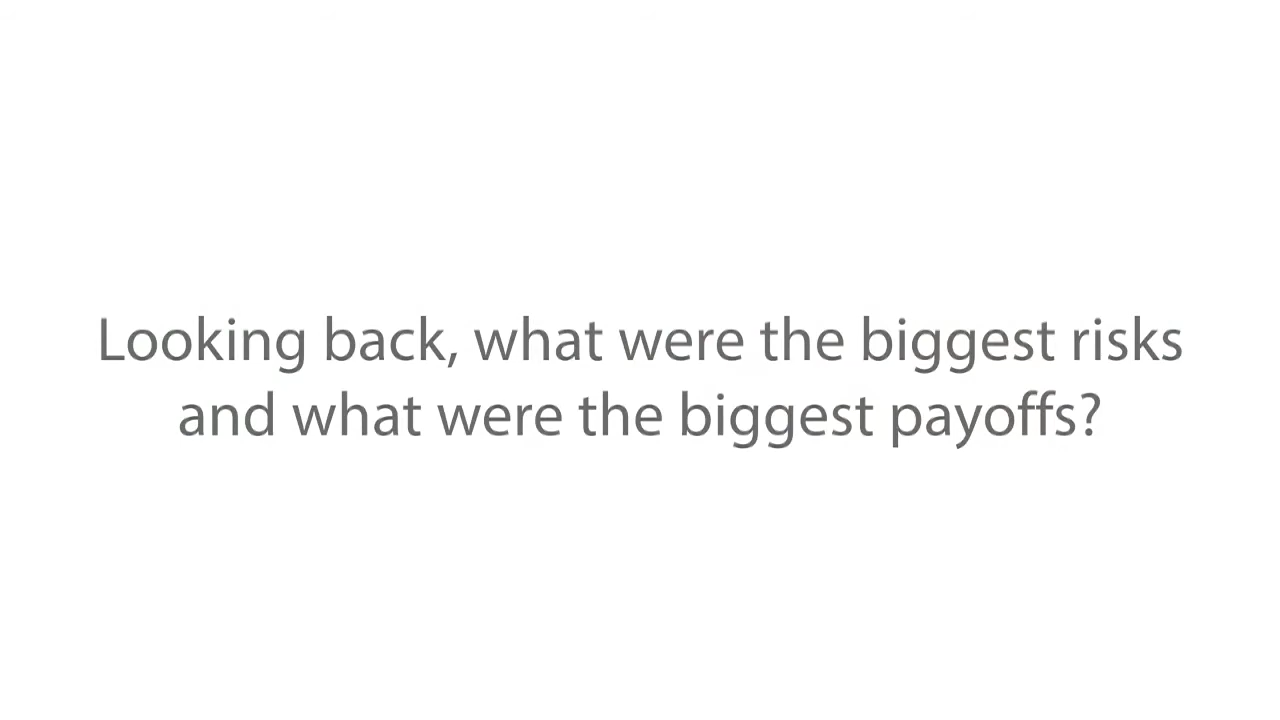 Looking back, what were the biggest risks
and what were the biggest payoffs?